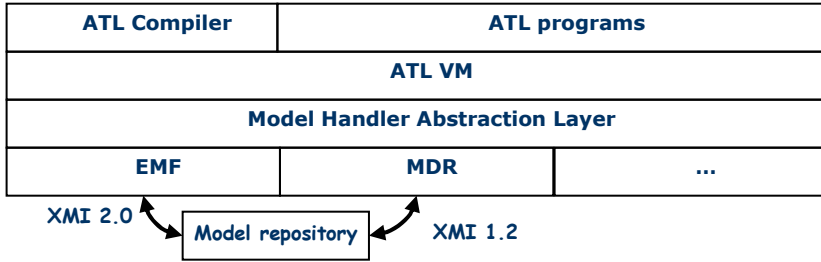 ATL Compiler
ATL programs
ATL VM
Model Handler Abstraction Layer
EMF
MDR
...
XMI 2.0
Model repository
XMI 1.2